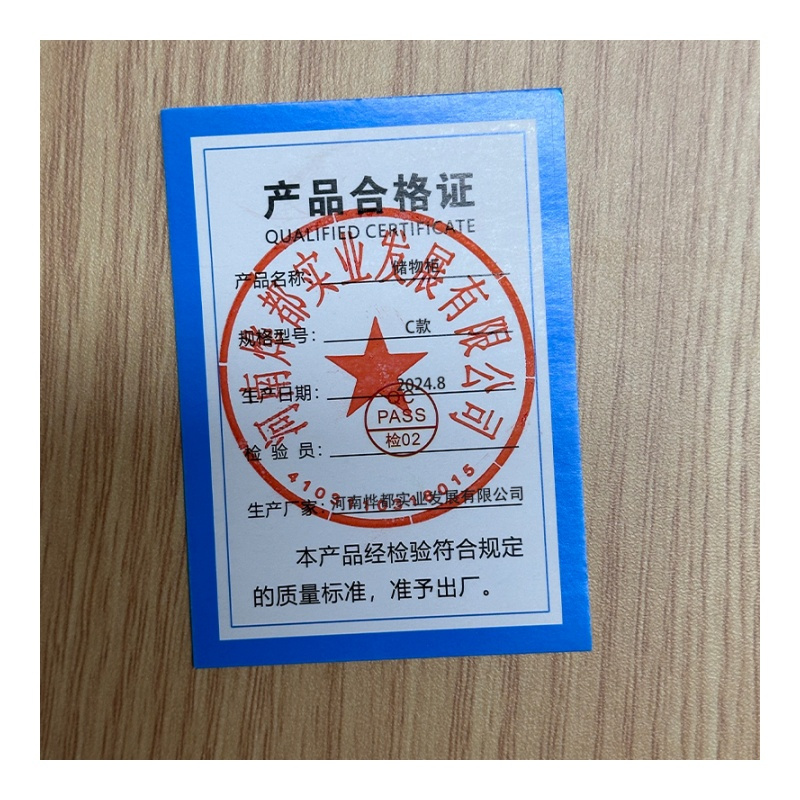 产品合格证
QUALIFIED CERTIFICATE
产品名称：储物柜
规格型号：C款
生产日期：2024.8
检 验 员：
QC
PASS
检02
生产厂家：河南烨都实业发展有限公司
本产品经检验符合规定
的质量标准，准予出厂。
河南烨都实业发展有限公司